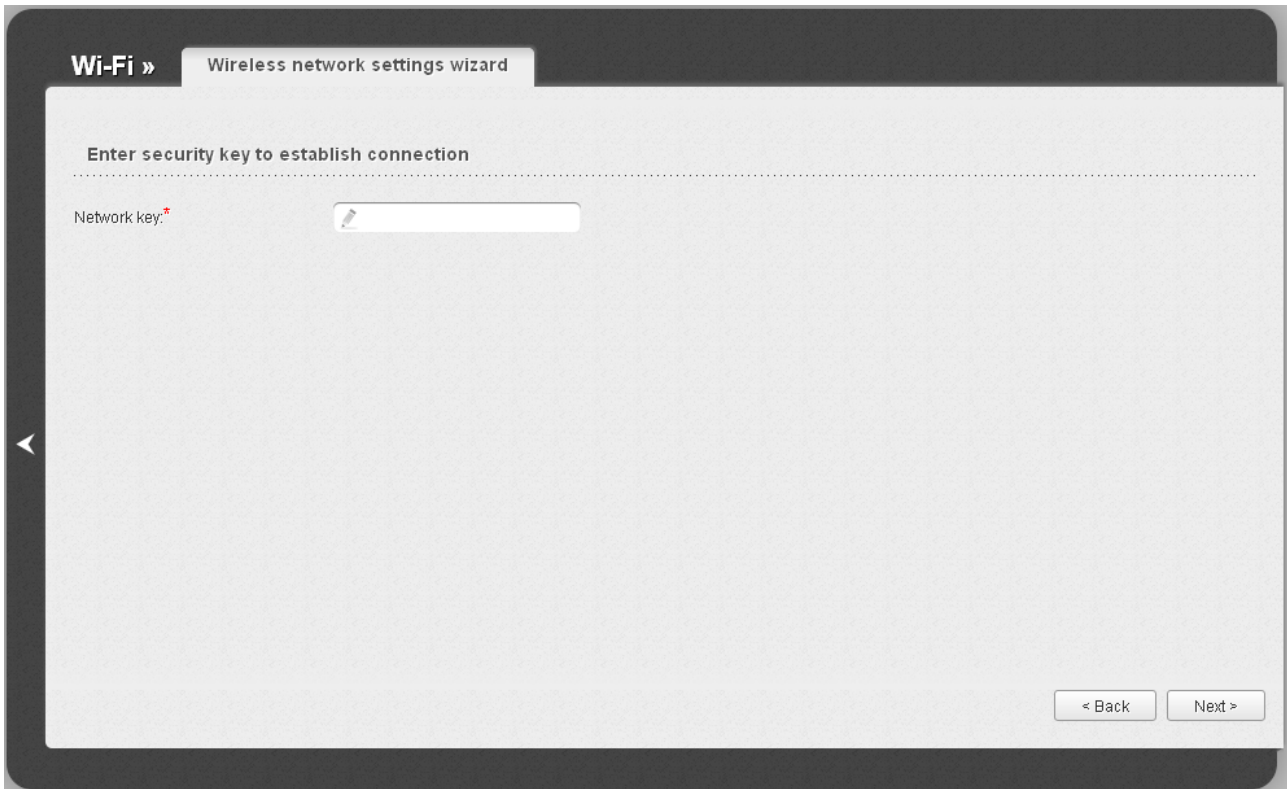 Wi-Fi »
Wireless network settings wizard
Enter security key to establish connection
Network key:*
< Back
Next >